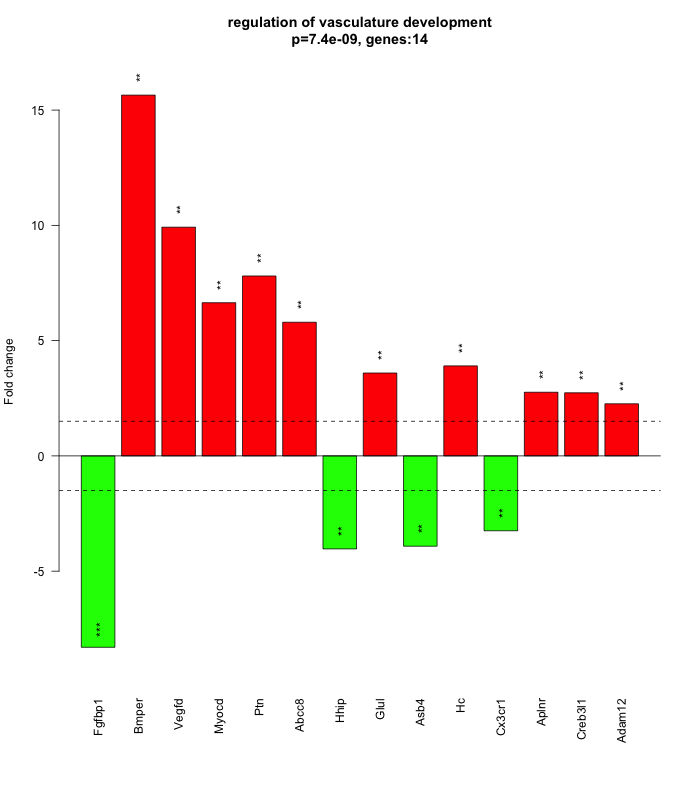 regulation of vasculature development
p=7.4e-09, genes:14
Fold change
15
10
5
0
-5
***
**
**
**
**
**
**
**
**
**
**
**
**
**
Fgfbp1
Bmper
Vegfd
Myocd
Ptn
Abcc8
Hhip
Glul
Asb4
Hc
Cx3cr1
Aplnr
Creb3l1
Adam12